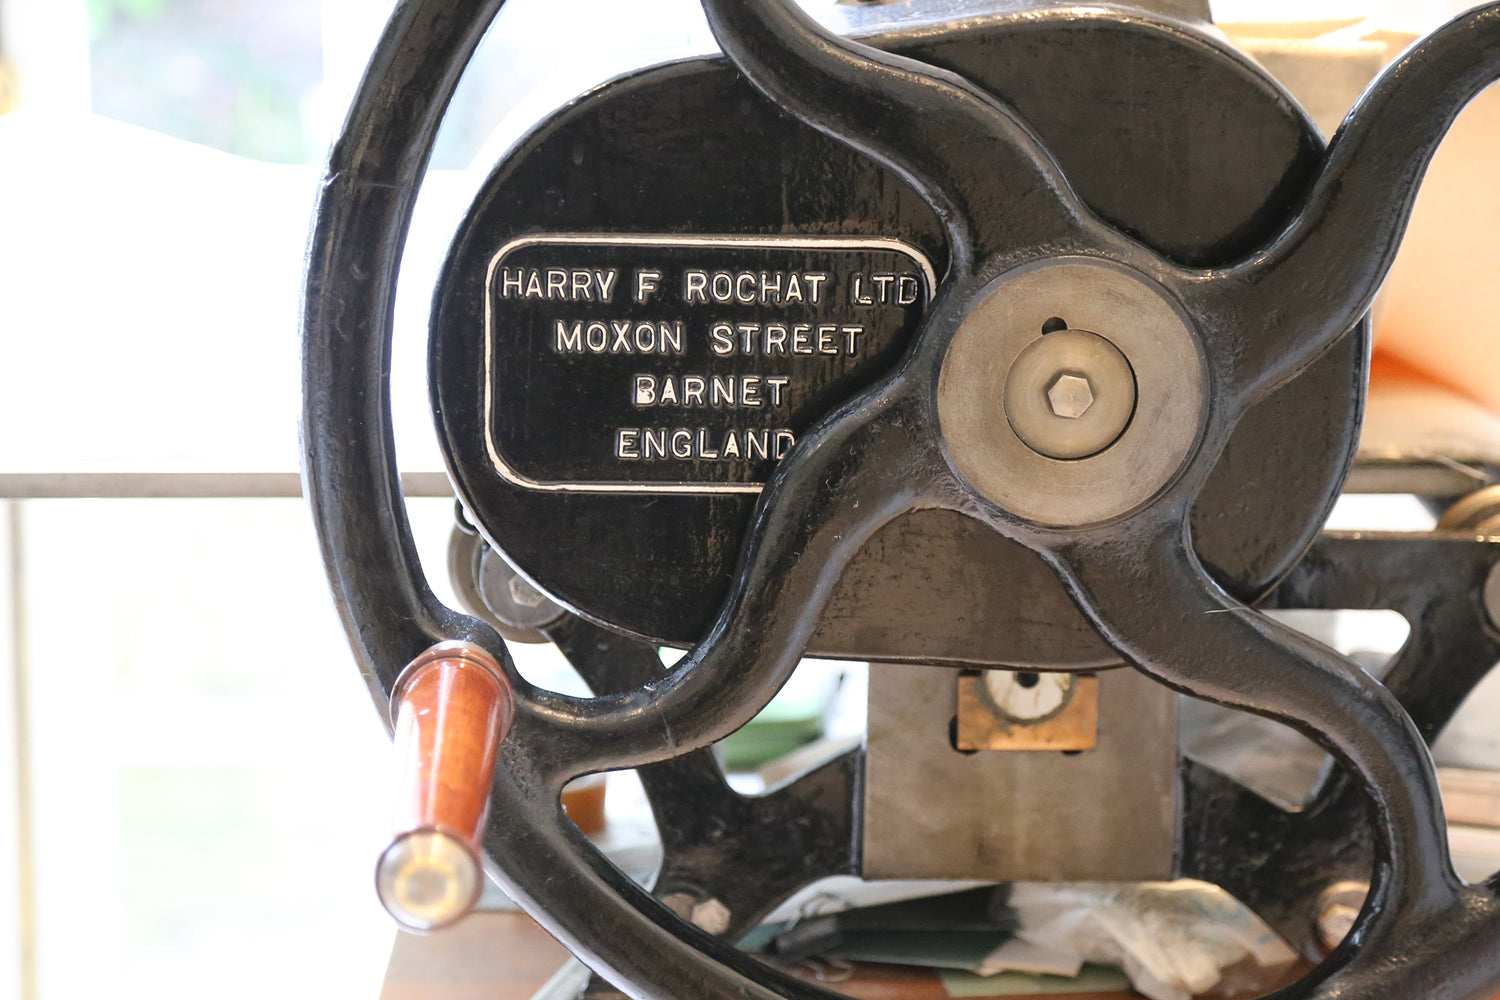 HARRY F ROCHAT LTD
MOXON STREET
BARNET
ENGLAND